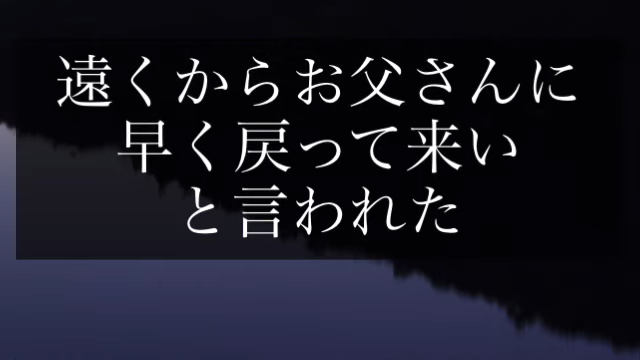 遠くからお父さんに
早く戻って来い
と言われた